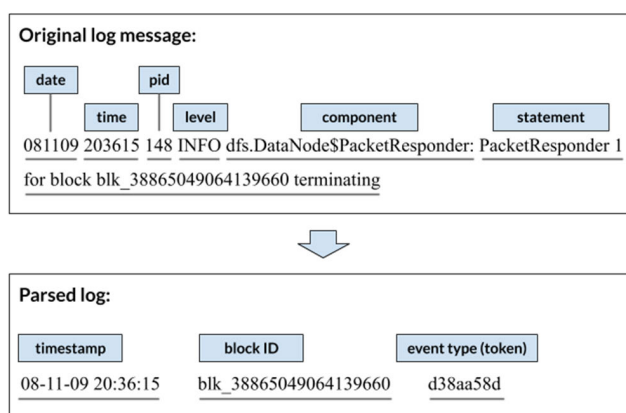 Original log message:
date pid
time level component statement
081109 203615 148 INFO dfs.DataNode$PacketResponder: PacketResponder 1
for block blk_38865049064139660 terminating
Parsed log:
timestamp block ID event type (token)
08-11-09 20:36:15 blk_38865049064139660 d38aa58d